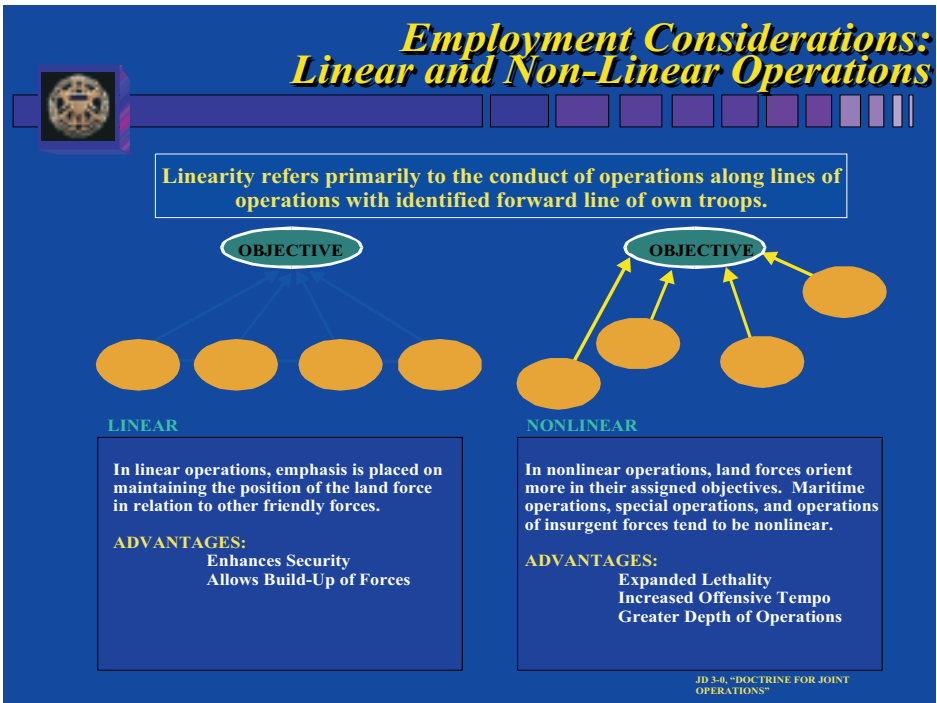 Employment Considerations:
Linear and Non-Linear Operations
Linearity refers primarily to the conduct of operations along lines of
operations with identified forward line of own troops.
OBJECTIVE
OBJECTIVE
LINEAR
In linear operations, emphasis is placed on
maintaining the position of the land force
in relation to other friendly forces.
ADVANTAGES:
Enhances Security
Allows Build-Up of Forces
NONLINEAR
In nonlinear operations, land forces orient
more in their assigned objectives.  Maritime
operations, special operations, and operations
of insurgent forces tend to be nonlinear.
ADVANTAGES:
Expanded Lethality
Increased Offensive Tempo
Greater Depth of Operations
JD 3-0, “DOCTRINE FOR JOINT
OPERATIONS”